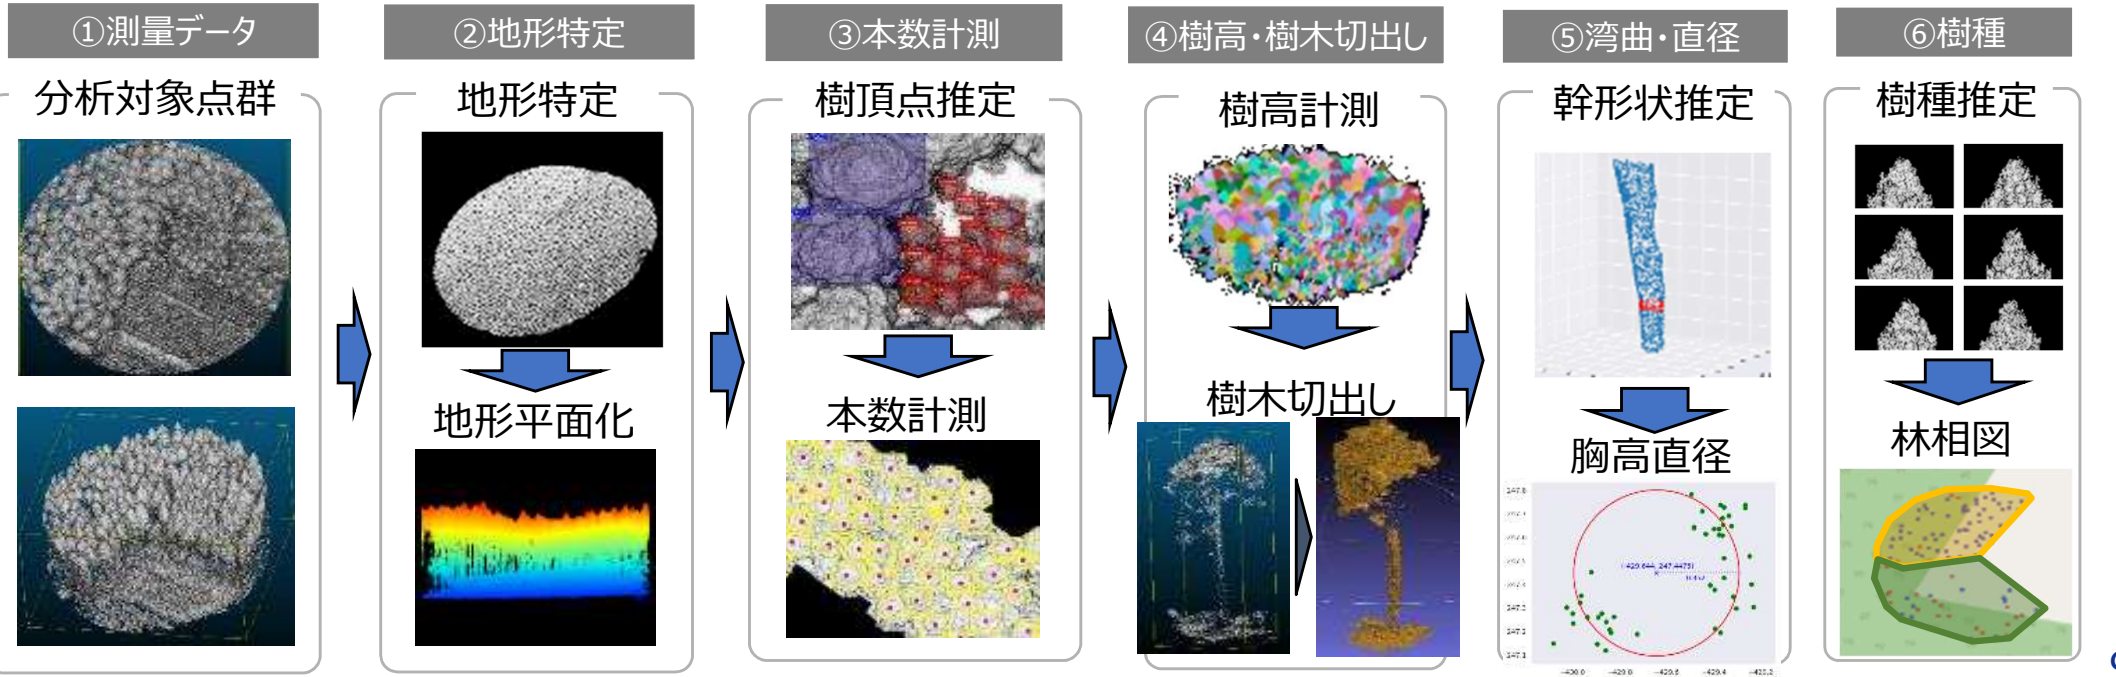 ①測量データ
②地形特定
③本数計測
④樹高・樹木切出し
⑤湾曲・直径
⑥樹種
分析対象点群
地形特定
地形平面化
樹頂点推定
本数計測
樹高計測
樹木切出し
幹形状推定
胸高直径
樹種推定
林相図